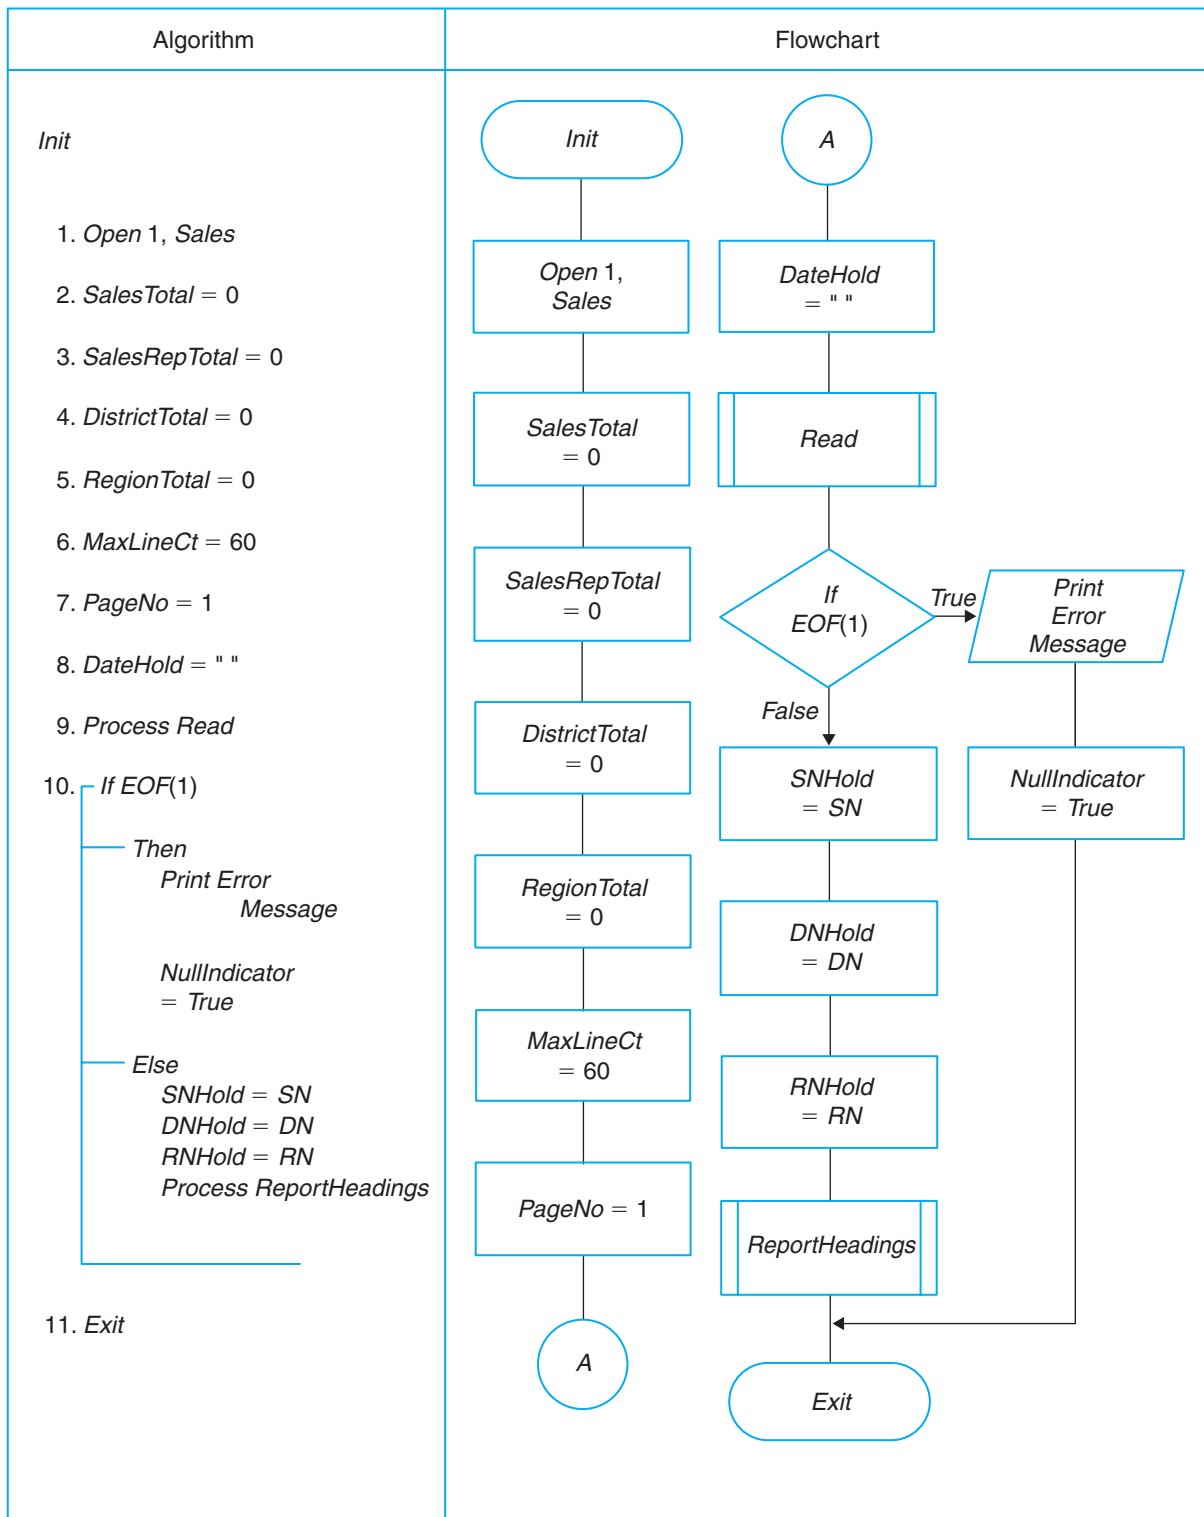 Algorithm
Flowchart
Init
1. Open 1, Sales
2. SalesTotal = 0
3. SalesRepTotal = 0
4. DistrictTotal = 0
5. RegionTotal = 0
6. MaxLineCt = 60
7. PageNo = 1
8. DateHold = " "
9. Process Read
10. If EOF(1)
Then
Print Error
Message
NullIndicator
= True
Else
SNHold = SN
DNHold = DN
RNHold = RN
Process ReportHeadings
11. Exit
Init
Open 1,
Sales
SalesTotal
= 0
SalesRepTotal
= 0
DistrictTotal
= 0
RegionTotal
= 0
MaxLineCt
= 60
PageNo = 1
A
A
DateHold
= " "
Read
If
EOF(1)
True
Print
Error
Message
NullIndicator
= True
False
SNHold
= SN
DNHold
= DN
RNHold
= RN
ReportHeadings
Exit